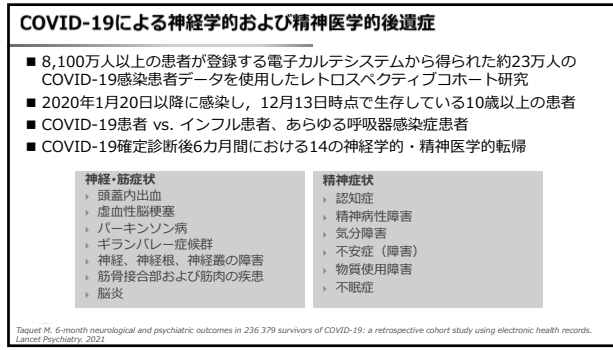 COVID-19による神経学的および精神医学的後遺症
■ 8,100万人以上の患者が登録する電子カルテシステムから得られた約23万人の
COVID-19感染患者データを使用したレトロスペクティブコホート研究
■ 2020年1月20日以降に感染し，12月13日時点で生存している10歳以上の患者
■ COVID-19患者 vs. インフル患者、あらゆる呼吸器感染症患者
■ COVID-19確定診断後6カ月間における14の神経学的・精神医学的転帰
神経・筋症状
› 頭蓋内出血
› 虚血性脳梗塞
› パーキンソン病
› ギランバレー症候群
› 神経、神経根、神経叢の障害
› 筋骨接合部および筋肉の疾患
› 脳炎
精神症状
› 認知症
› 精神病性障害
› 気分障害
› 不安症（障害）
› 物質使用障害
› 不眠症
Taquet M. 6-month neurological and psychiatric outcomes in 236 379 survivors of COVID-19: a retrospective cohort study using electronic health records.
Lancet Psychiatry. 2021